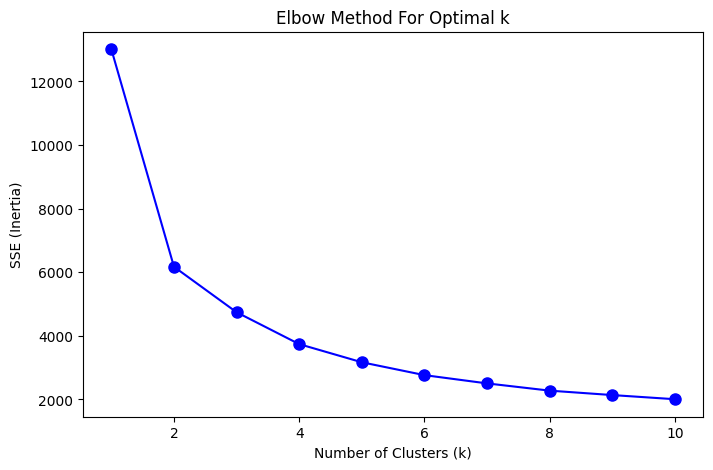 Elbow Method For Optimal k
12000
10000
8000
6000
4000
2000
SSE (Inertia)
2 4 6 8 10
Number of Clusters (k)